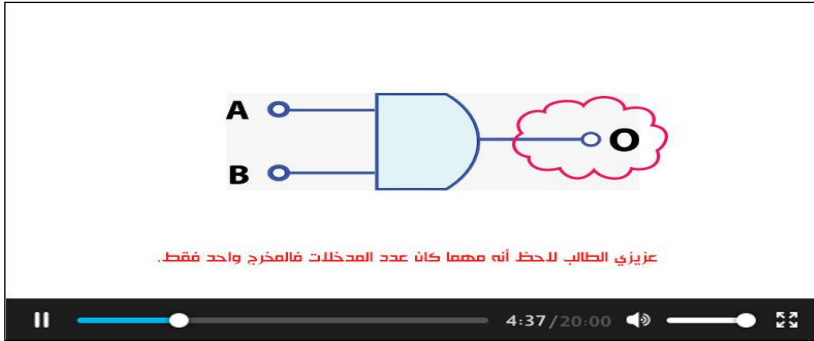 A
B
O
عزيزي الطالب لاحظ أنه مهما كان عدد المدخلات فالمخرج واحد فقط.
4:37/20:00